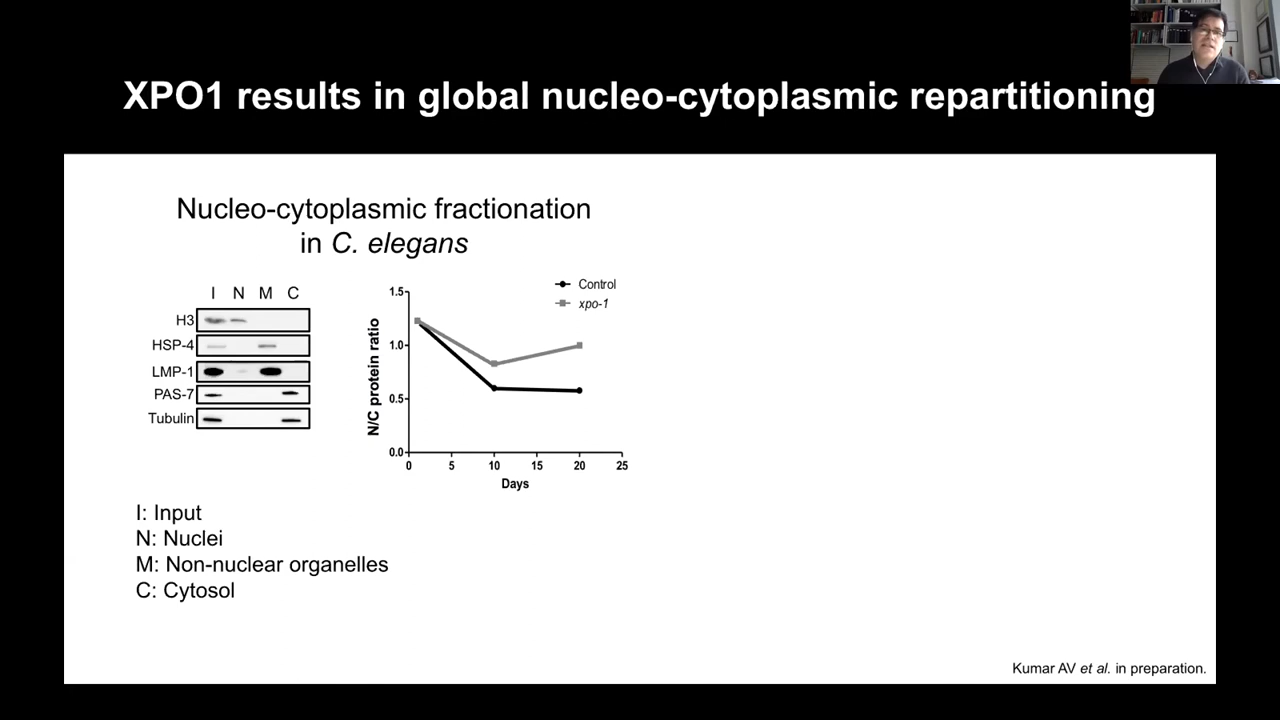 XPO1 results in global nucleo-cytoplasmic repartitioning
Nucleo-cytoplasmic fractionation
in C. elegans
I N M C
H3
HSP-4
LMP-1
PAS-7
Tubulin
Control
xpo-1
N/C protein ratio
1.5
1.0
0.5
0.0
0 5 10 15 20 25
Days
I: Input
N: Nuclei
M: Non-nuclear organelles
C: Cytosol
Kumar AV et al. in preparation.